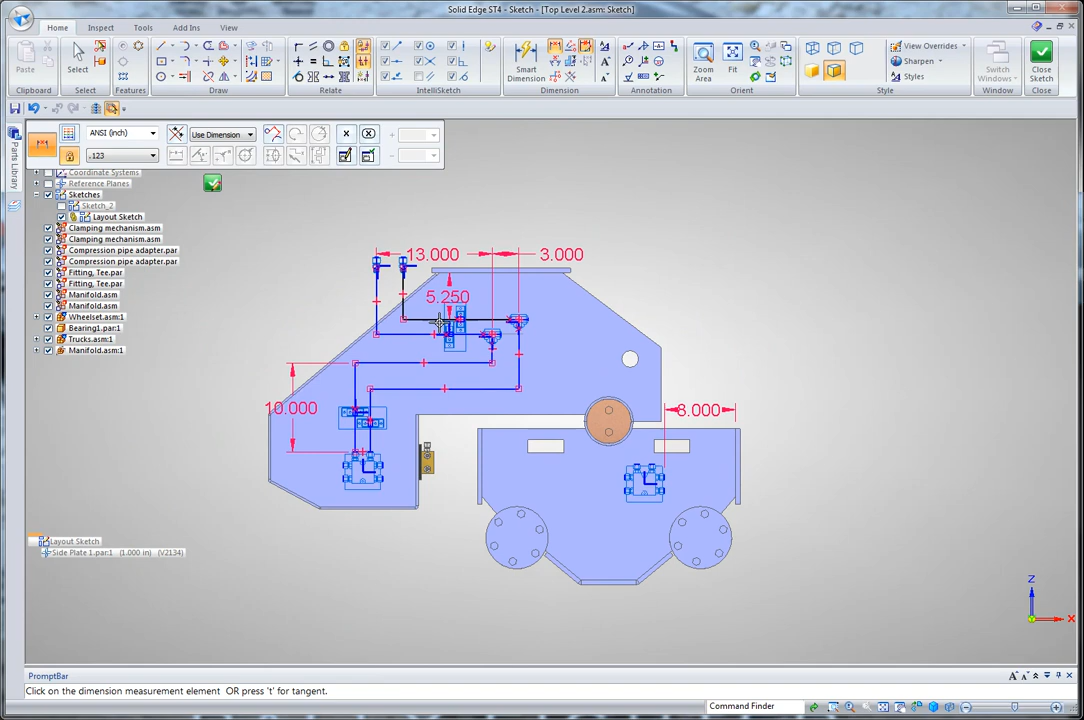 Solid Edge ST4 - Sketch - [Top Level 2.asm: Sketch]
Home Inspect Tools Add Ins View
Paste
Select
Clipboard Select Features Draw Relate IntelliSketch
Smart Dimension
Dimension Annotation
Zoom Area
Fit
Orient
View Overrides
Sharpen
Styles
Style
Switch Windows
Window
Close Sketch
Close
Parts Library
ANSI (inch)
Use Dimension
.123
Coordinate Systems
Reference Planes
Sketches
Sketch_2
Layout Sketch
Clamping mechanism.asm
Clamping mechanism.asm
Compression pipe adapter.par
Compression pipe adapter.par
Fitting, Tee.par
Fitting, Tee.par
Manifold.asm
Manifold.asm
Wheelset.asm:1
Bearing1.par:1
Trucks.asm:1
Manifold.asm:1
13.000
3.000
5.250
10.000
8.000
Layout Sketch
Side Plate 1.par:1 (1.000 in) (V2134)
Z
X
PromptBar
Click on the dimension measurement element OR press 't' for tangent.
Command Finder